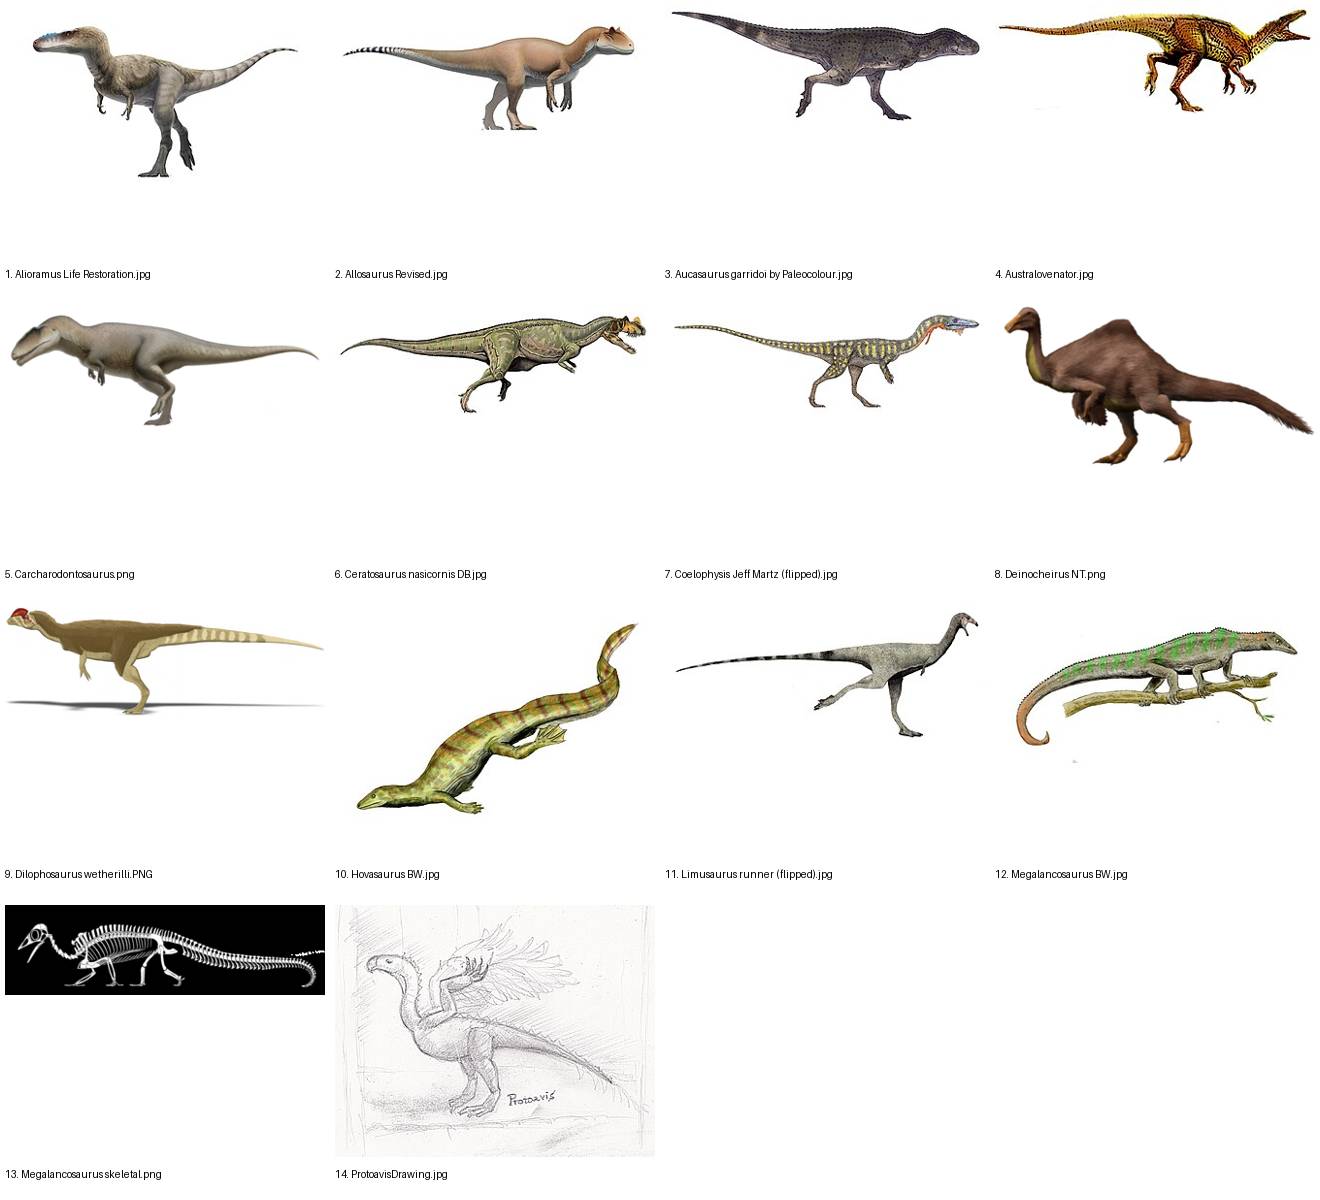 1. Alioramus Life Restoration.jpg
2. Allosaurus Revised.jpg
3. Aucasaurus garridoi by Paleocolour.jpg
4. Australovenator.jpg
5. Carcharodontosaurus.png
6. Ceratosaurus nasicornis DB.jpg
7. Coelophysis Jeff Martz (flipped).jpg
8. Deinocheirus NT.png
9. Dilophosaurus wetherilli.PNG
10. Hovasaurus BW.jpg
11. Limusaurus runner (flipped).jpg
12. Megalancosaurus BW.jpg
Protoavis
13. Megalancosaurus skeletal.png
14. ProtoavisDrawing.jpg